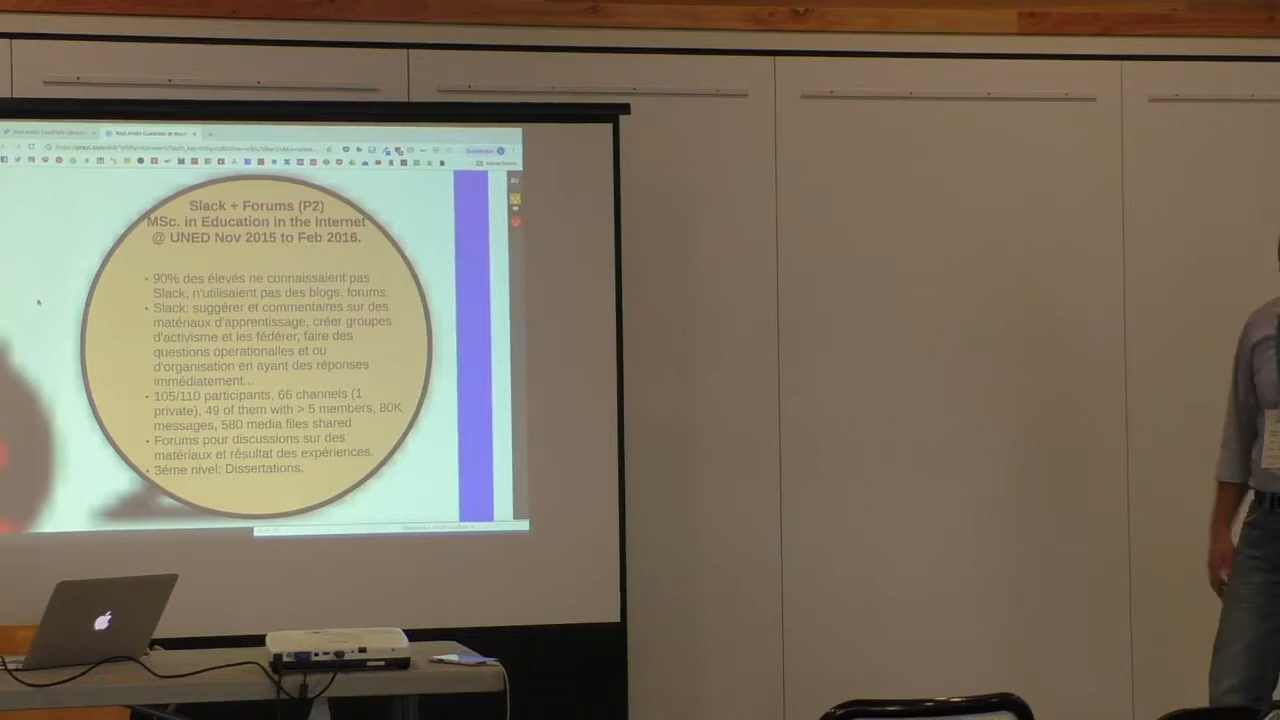 Slack + Forums (P2)
MSc. in Education in the Internet
@ UNED Nov 2015 to Feb 2016.
• 90% des élevés ne connaissaient pas
Slack, n'utilisaient pas des blogs, forums.
• Slack: suggérer et commentaires sur des
matériaux d'apprentissage, créer groupes
d'activisme et les fédérer, faire des
questions operationalles et ou
d'organisation en ayant des réponses
immédiatement...
• 105/110 participants, 66 channels (1
private), 49 of them with > 5 members, 80K
messages, 580 media files shared
• Forums pour discussions sur des
matériaux et résultat des expériences.
• 3éme nivel: Dissertations.